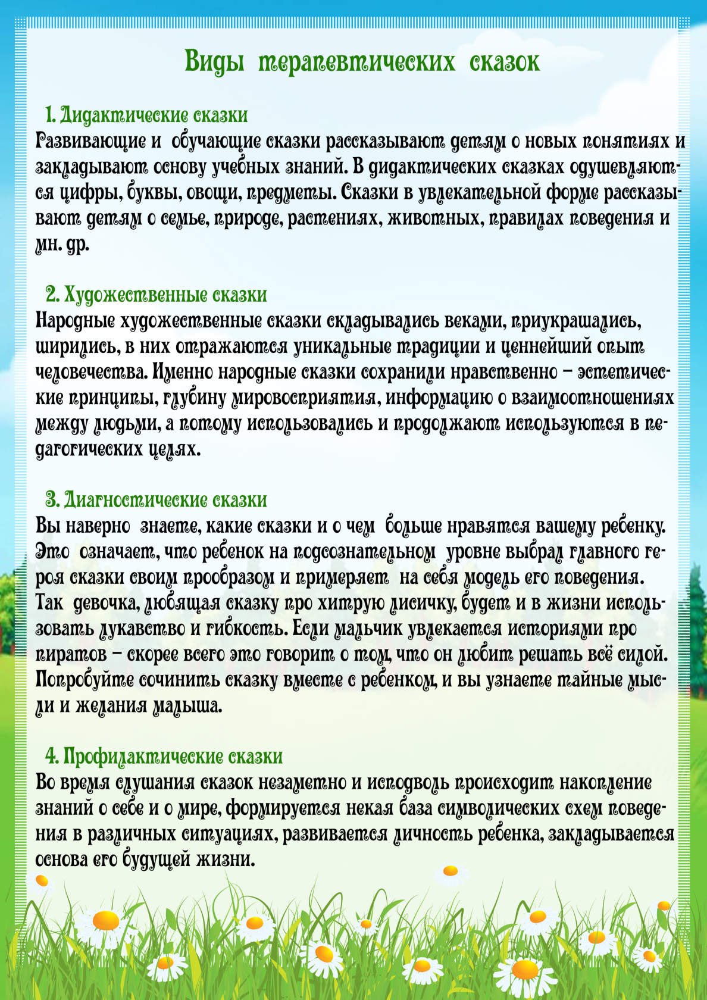 Виды терапевтических сказок
1. Дидактические сказки
Развивающие и обучающие сказки рассказывают детям о новых понятиях и
закладывают основу учебных знаний. В дидактических сказках одушевляют-
ся цифры, буквы, овощи, предметы. Сказки в увлекательной форме рассказы-
вают детям о семье, природе, растениях, животных, правилах поведения и
мн. др.
2. Художественные сказки
Народные художественные сказки складывались веками, приукрашались,
ширились, в них отражаются уникальные традиции и ценнейший опыт
человечества. Именно народные сказки сохранили нравственно – эстетичес-
кие принципы, глубину мировосприятия, информацию о взаимоотношениях
между людьми, а потому использовались и продолжают используются в пе-
дагогических целях.
3. Диагностические сказки
Вы наверно знаете, какие сказки и о чем больше нравятся вашему ребенку.
Это означает, что ребенок на подсознательном уровне выбрал главного ге-
роя сказки своим прообразом и примеряет на себя модель его поведения.
Так девочка, любящая сказку про хитрую лисичку, будет и в жизни исполь-
зовать лукавство и гибкость. Если мальчик увлекается историями про
пиратов – скорее всего это говорит о том, что он любит решать всё силой.
Попробуйте сочинить сказку вместе с ребенком, и вы узнаете тайные мыс-
ли и желания малыша.
4. Профилактические сказки
Во время слушания сказок незаметно и исподволь происходит накопление
знаний о себе и о мире, формируется некая база символических схем поведе-
ния в различных ситуациях, развивается личность ребенка, закладывается
основа его будущей жизни.